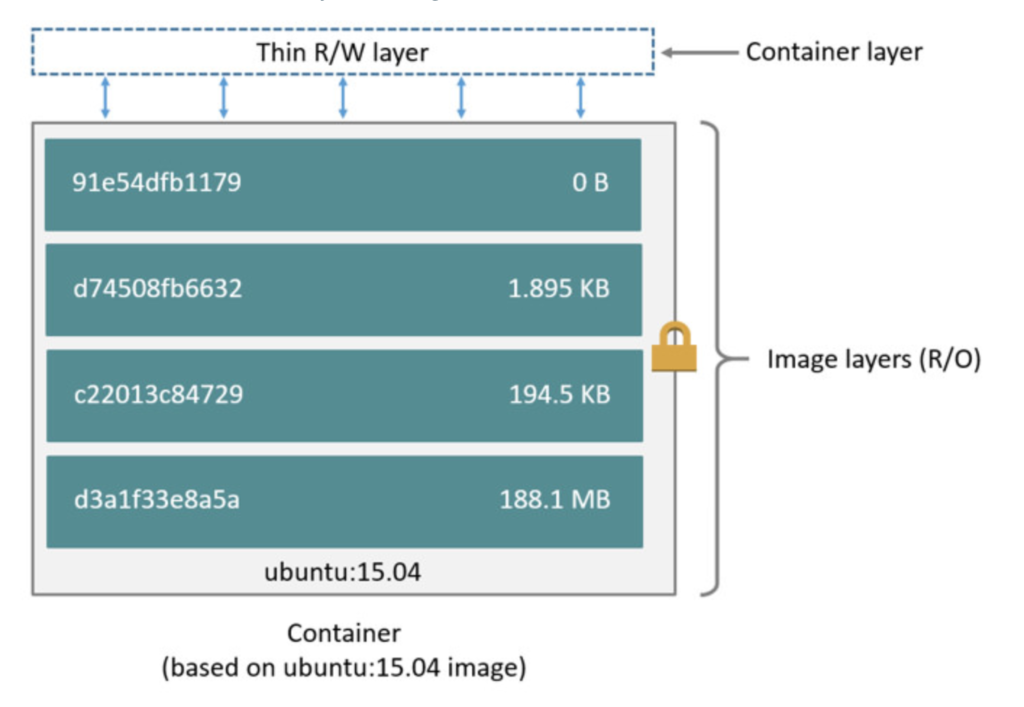 Thin R/W layer
Container layer
91e54dfb1179 0 B
d74508fb6632 1.895 KB
c22013c84729 194.5 KB
Image layers (R/O)
d3a1f33e8a5a 188.1 MB
ubuntu:15.04
Container
(based on ubuntu:15.04 image)